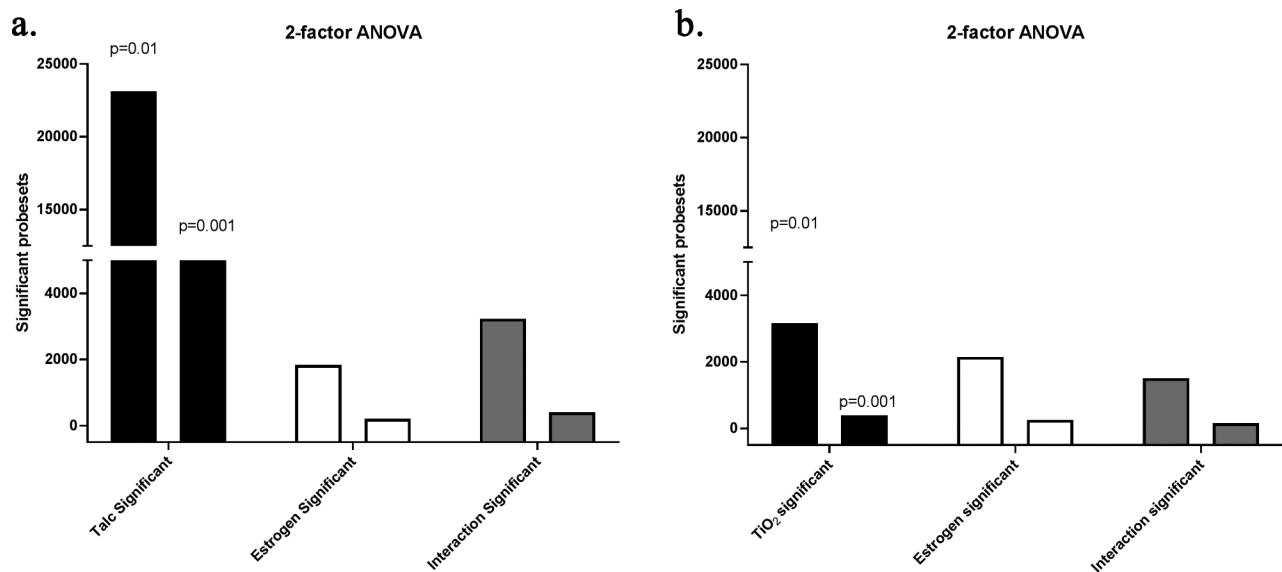 a.
2-factor ANOVA
p=0.01
25000
20000
15000
p=0.001
4000
2000
0
Significant probesets
Talc Significant
Estrogen Significant
Interaction Significant
b.
2-factor ANOVA
25000
20000
15000
p=0.01
4000
2000
p=0.001
0
Significant probesets
TiO₂ significant
Estrogen significant
Interaction significant